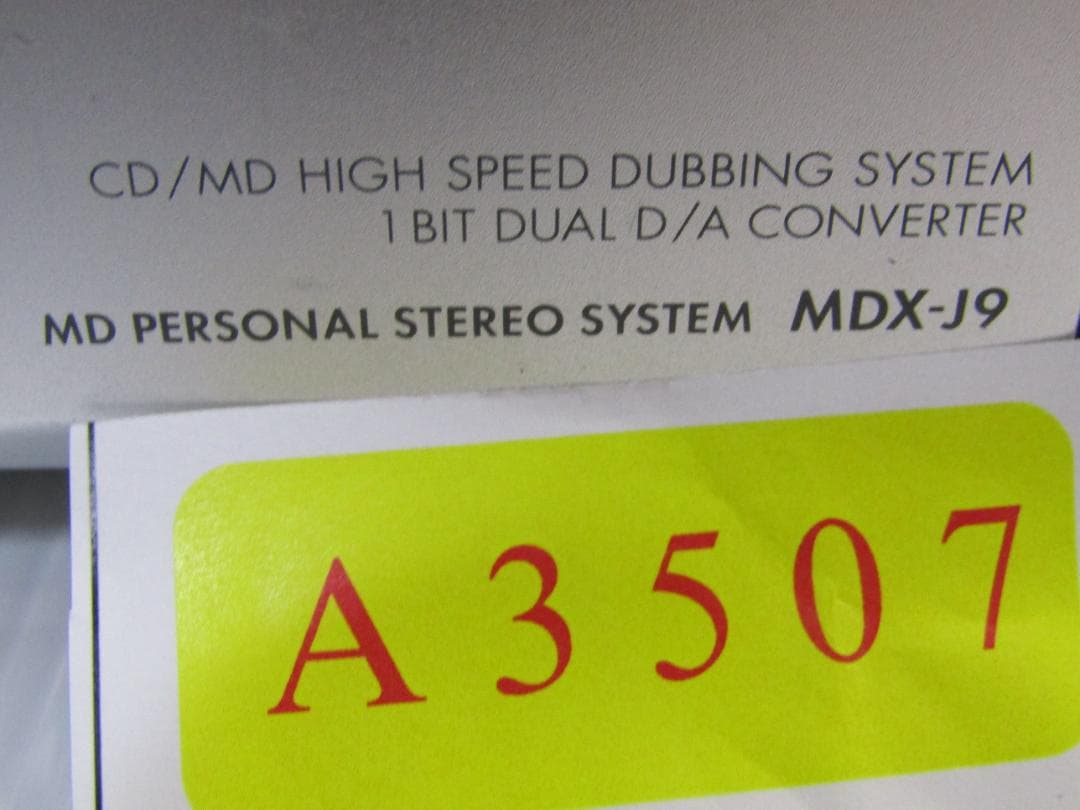 CD/MD HIGH SPEED DUBBING SYSTEM
1 BIT DUAL D/A CONVERTER
MD PERSONAL STEREO SYSTEM MDX-J9
A3507